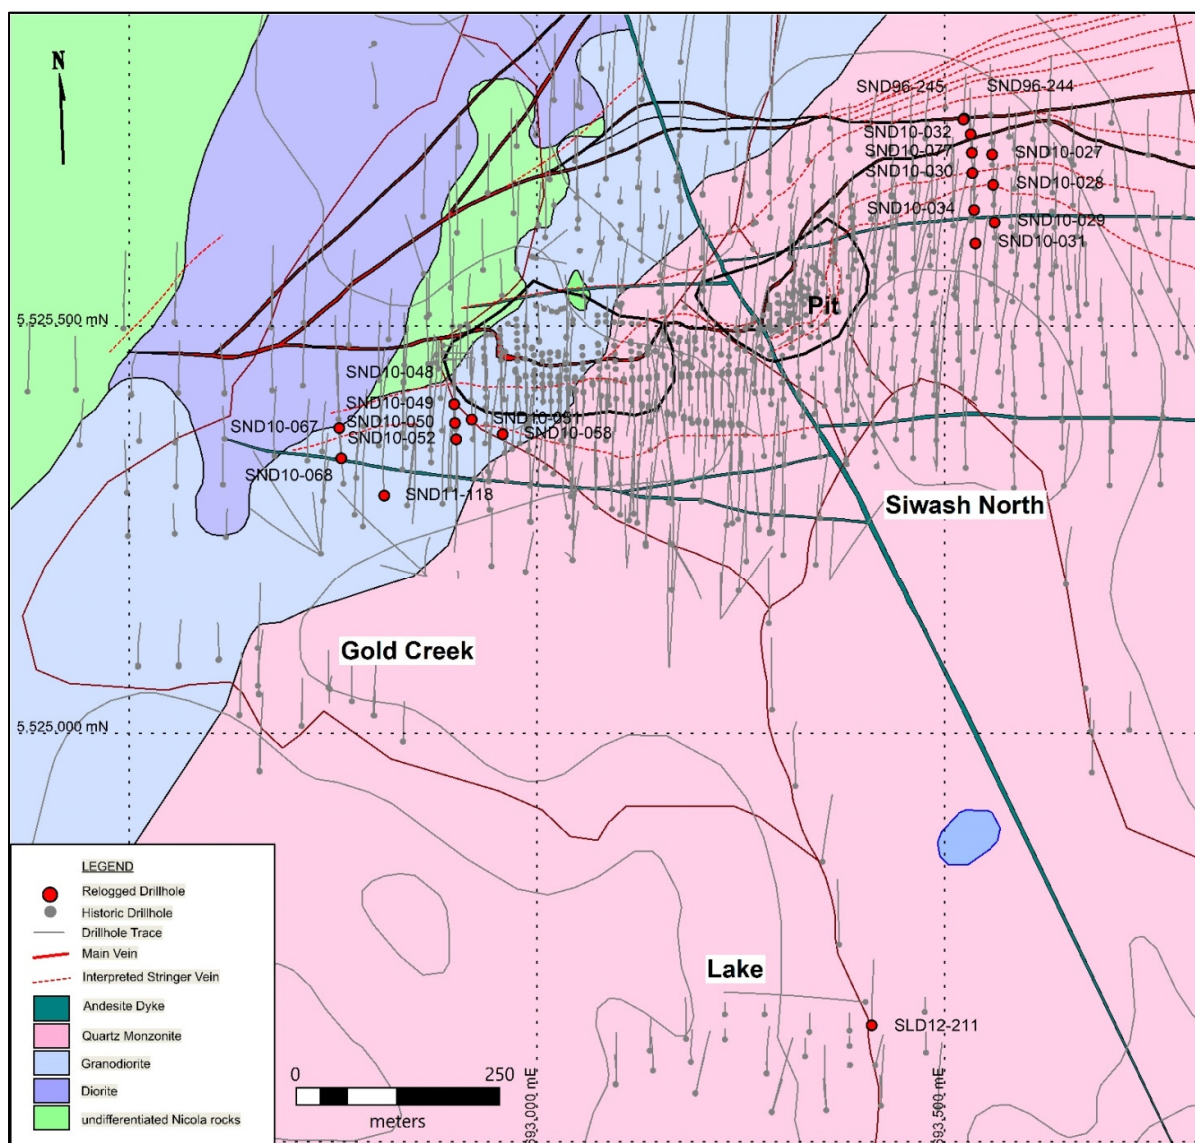 N
SND96-245
SND96-244
SND10-032
SND10-077
SND10-027
SND10-030
SND10-028
SND10-034
SND10-029
SND10-031
Pit
5,525,500 mN
SND10-048
SND10-049
SND10-050
SND10-067
SND10-052
SND10-058
SND10-068
SND11-118
Siwash North
Gold Creek
5,525,000 mN
Lake
SLD12-211
LEGEND
Relogged Drillhole
Historic Drillhole
Drillhole Trace
Main Vein
Interpreted Stringer Vein
Andesite Dyke
Quartz Monzonite
Granodiorite
Diorite
undifferentiated Nicola rocks
0
250
meters
693,000 mE
693,500 mE